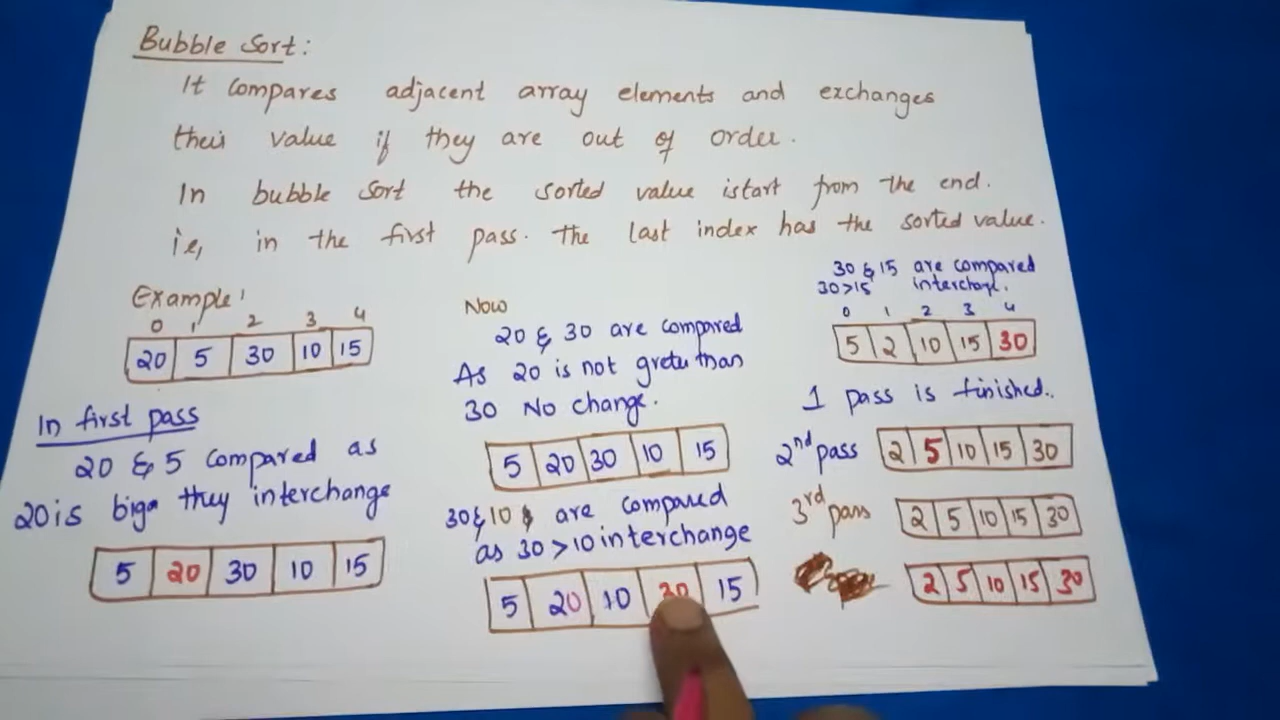 Bubble Sort:
It compares adjacent array elements and exchanges
their value if they are out of order.
In bubble sort the sorted value is start from the end.
ie, in the first pass. The last index has the sorted value.
Example:
0 1 2 3 4
20 5 30 10 15
In first pass
20 & 5 compared as
20 is biga they interchange
5 20 30 10 15
Now
20 & 30 are compared
As 20 is not gretu than
30 No change.
5 20 30 10 15
30 & 10 are compared
as 30 > 10 interchange
5 20 10 30 15
30 & 15 are compared
30 > 15 interchange.
0 1 2 3 4
5 2 10 15 30
1 pass is finished..
2nd pass 2 5 10 15 30
3rd pass 2 5 10 15 30
2 5 10 15 30